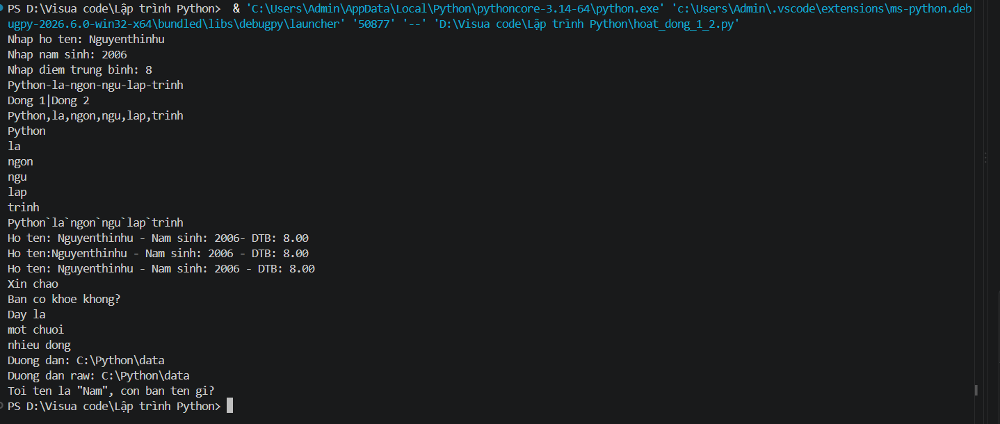 PS D:\Visua code\Lập trình Python>  & 'C:\Users\Admin\AppData\Local\Python\pythoncore-3.14-64\python.exe' 'c:\Users\Admin\.vscode\extensions\ms-python.deb
ugpy-2026.6.0-win32-x64\bundled\libs\debugpy\launcher' '50877' '--' 'D:\Visua code\Lập trình Python\hoat_dong_1_2.py'
Nhap ho ten: Nguyenthinhu
Nhap nam sinh: 2006
Nhap diem trung binh: 8
Python-la-ngon-ngu-lap-trinh
Dong 1|Dong 2
Python,la,ngon,ngu,lap,trinh
Python
la
ngon
ngu
lap
trinh
Python`la`ngon`ngu`lap`trinh
Ho ten: Nguyenthinhu - Nam sinh: 2006- DTB: 8.00
Ho ten:Nguyenthinhu - Nam sinh: 2006 - DTB: 8.00
Ho ten: Nguyenthinhu - Nam sinh: 2006 - DTB: 8.00
Xin chao
Ban co khoe khong?
Day la
mot chuoi
nhieu dong
Duong dan: C:\Python\data
Duong dan raw: C:\Python\data
Toi ten la "Nam", con ban ten gi?
PS D:\Visua code\Lập trình Python>